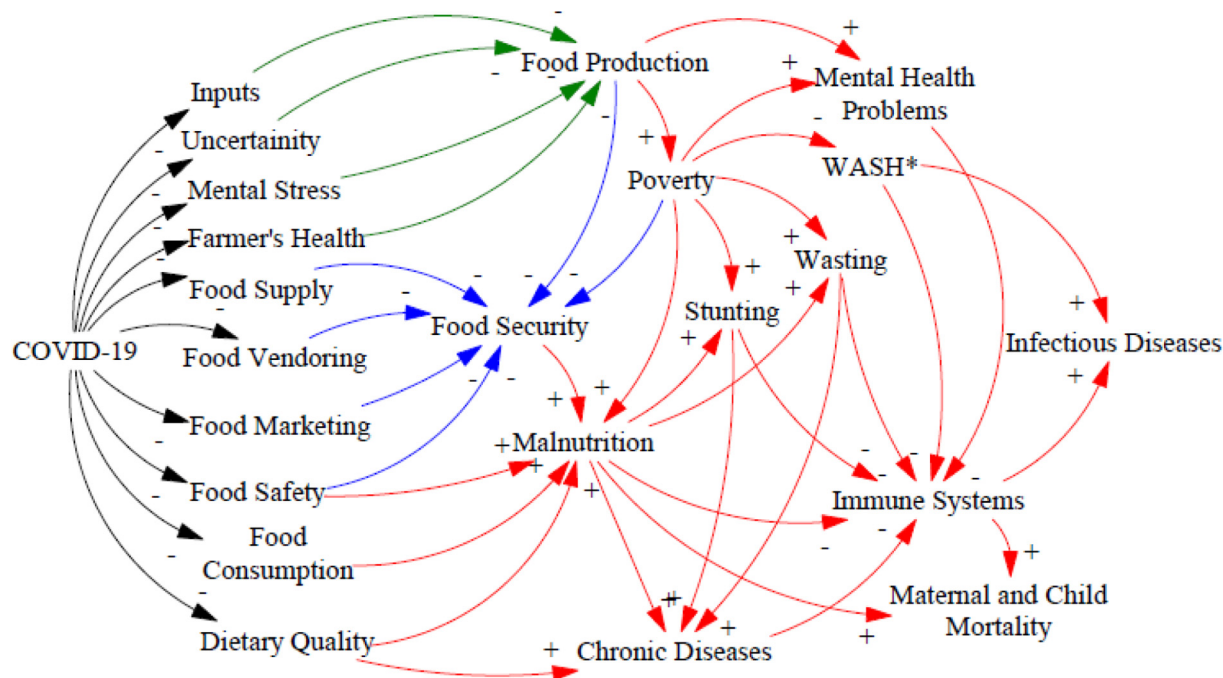 Food Production
Mental Health
Problems
Inputs
Uncertainity
WASH*
Mental Stress
Poverty
Farmer's Health
Wasting
Food Supply
Stunting
Food Security
Infectious Diseases
COVID-19
Food Vendoring
Food Marketing
Malnutrition
Food Safety
Immune Systems
Food
Consumption
Maternal and Child
Mortality
Dietary Quality
Chronic Diseases